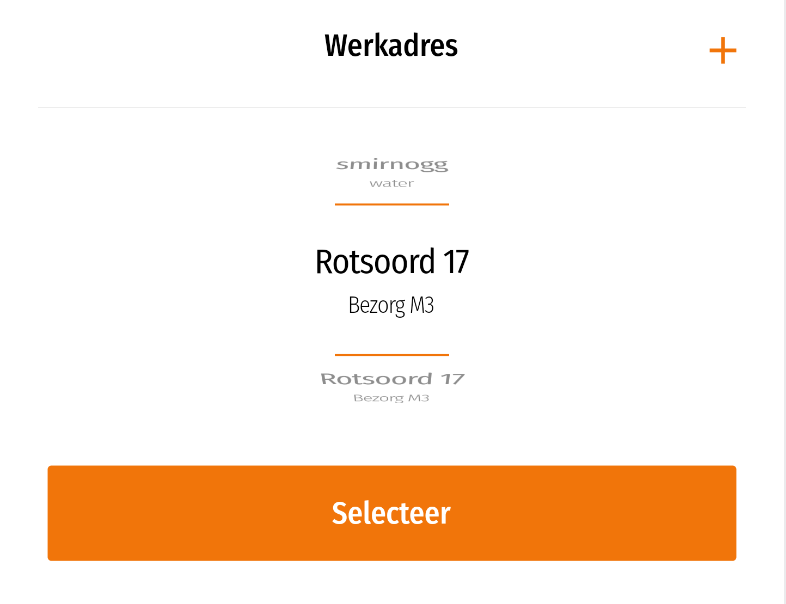 Werkadres
smirnogg
water
Rotsoord 17
Bezorg M3
Rotsoord 17
Bezorg M3
Selecteer